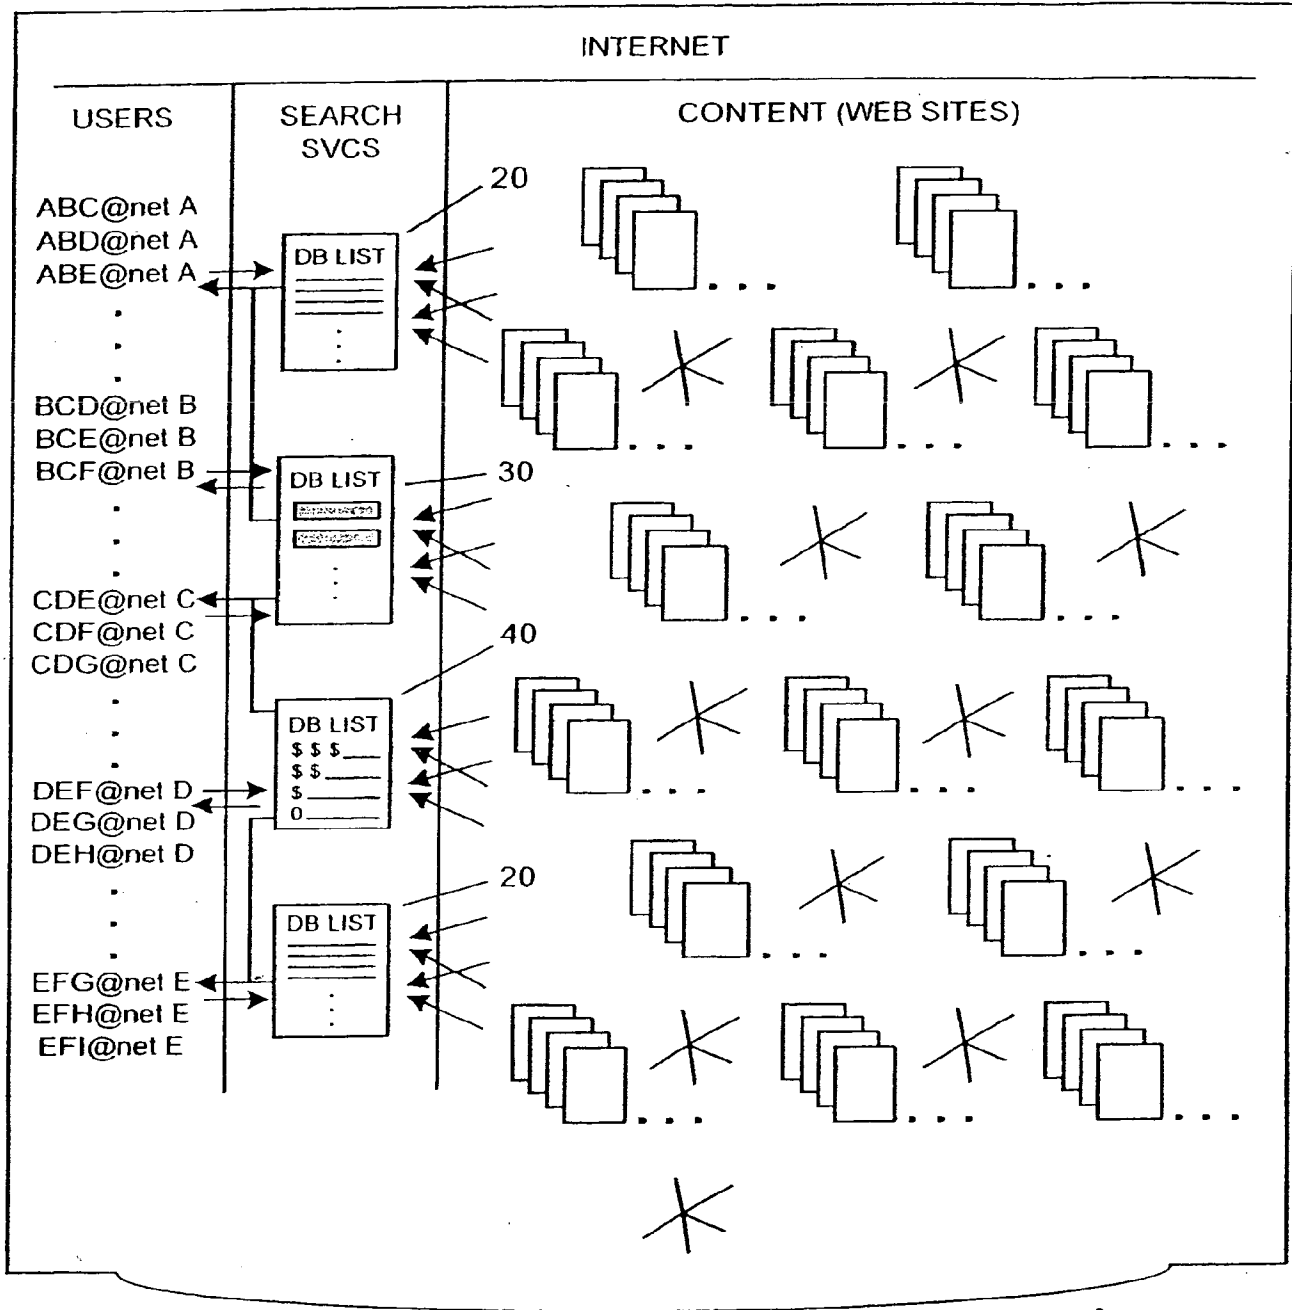 INTERNET
USERS
SEARCH
SVCS
CONTENT (WEB SITES)
ABC@net A
ABD@net A
ABE@net A
BCD@net B
BCE@net B
BCF@net B
CDE@net C
CDF@net C
CDG@net C
DEF@net D
DEG@net D
DEH@net D
EFG@net E
EFH@net E
EFI@net E
20
DB LIST
30
DB LIST
40
DB LIST
$ $ $
$ $
$
0
20
DB LIST